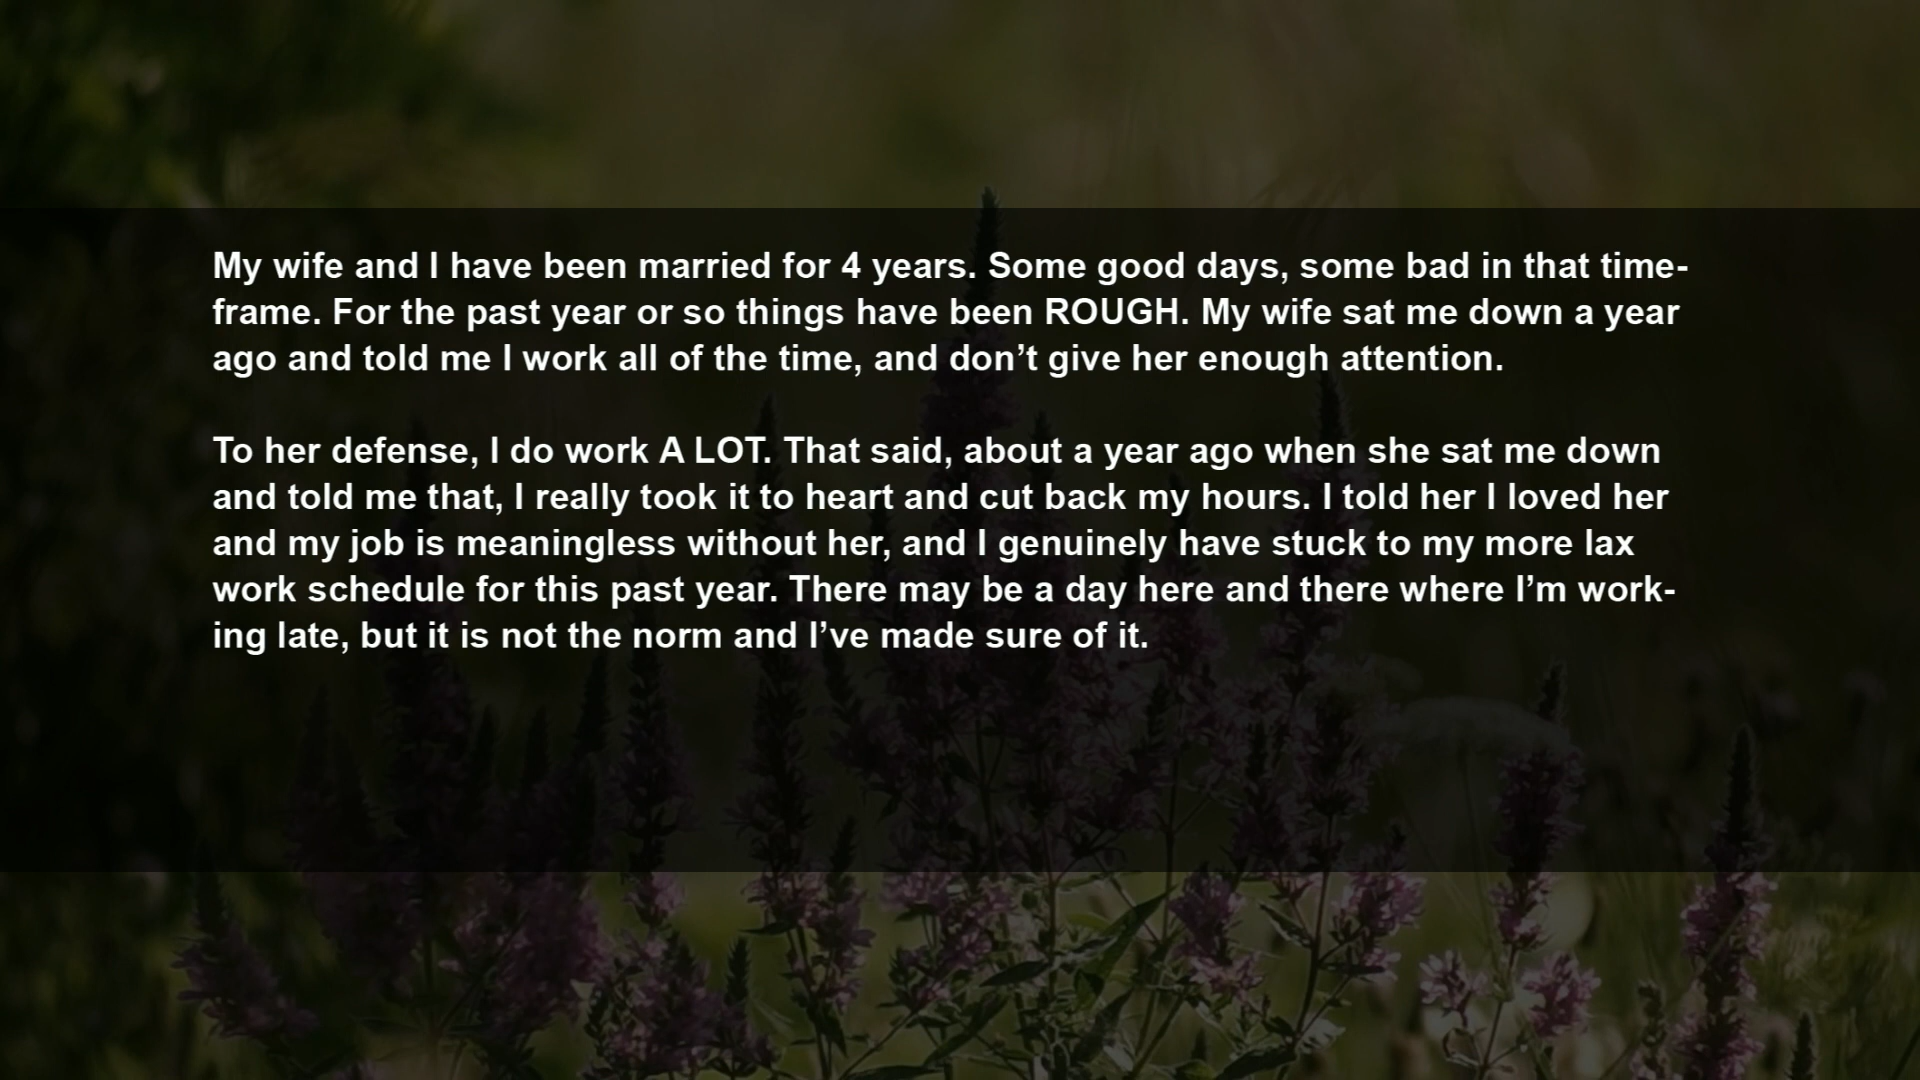 My wife and I have been married for 4 years. Some good days, some bad in that time-
frame. For the past year or so things have been ROUGH. My wife sat me down a year
ago and told me I work all of the time, and don’t give her enough attention.
To her defense, I do work A LOT. That said, about a year ago when she sat me down
and told me that, I really took it to heart and cut back my hours. I told her I loved her
and my job is meaningless without her, and I genuinely have stuck to my more lax
work schedule for this past year. There may be a day here and there where I’m work-
ing late, but it is not the norm and I’ve made sure of it.